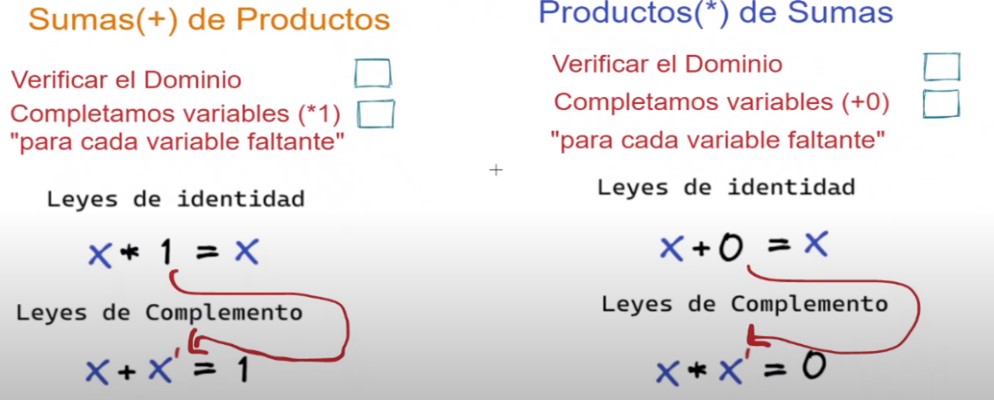 Sumas(+) de Productos
Verificar el Dominio
Completamos variables (*1)
"para cada variable faltante"
Leyes de identidad
X * 1 = X
Leyes de Complemento
X + X' = 1
Productos(*) de Sumas
Verificar el Dominio
Completamos variables (+0)
"para cada variable faltante"
Leyes de identidad
X + 0 = X
Leyes de Complemento
X * X' = 0